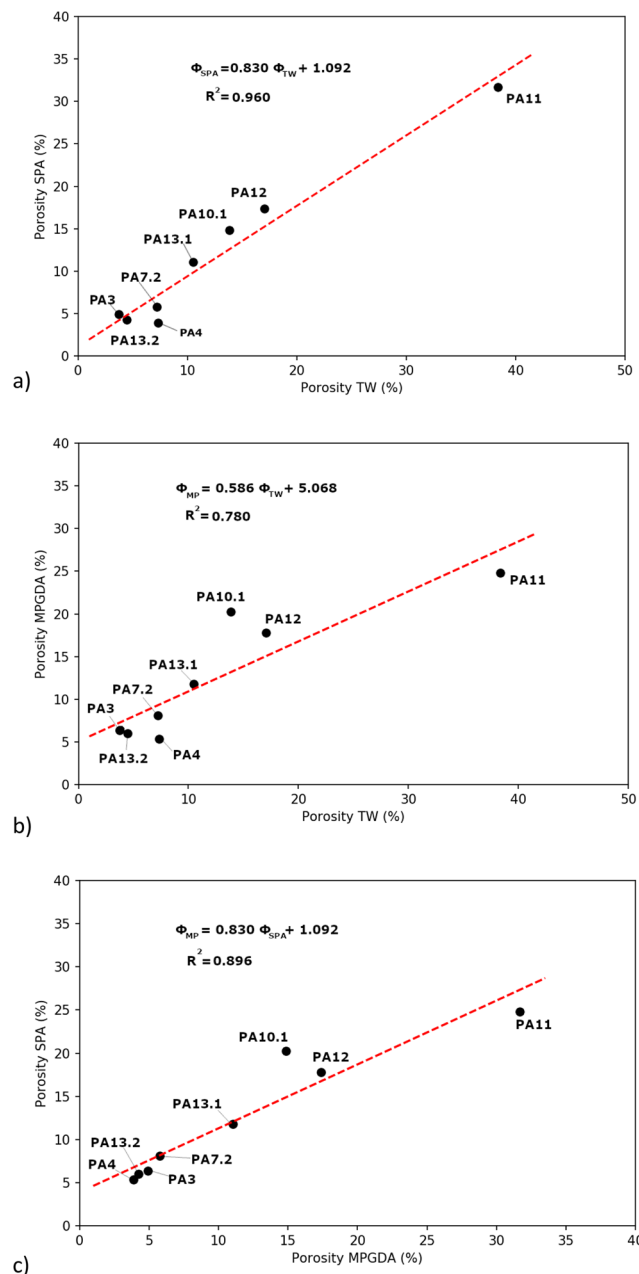 40
35
30
25
20
15
10
5
0
Porosity SPA (%)
Φ_SPA = 0.830 Φ_TW + 1.092
R² = 0.960
PA11
PA12
PA10.1
PA13.1
PA7.2
PA3
PA13.2
PA4
0 10 20 30 40 50
Porosity TW (%)
a)
40
35
30
25
20
15
10
5
0
Porosity MPGDA (%)
Φ_MP = 0.586 Φ_TW + 5.068
R² = 0.780
PA10.1
PA12
PA11
PA13.1
PA7.2
PA3
PA13.2
PA4
0 10 20 30 40 50
Porosity TW (%)
b)
40
35
30
25
20
15
10
5
0
Porosity SPA (%)
Φ_MP = 0.830 Φ_SPA + 1.092
R² = 0.896
PA10.1
PA12
PA11
PA13.1
PA13.2
PA4
PA7.2
PA3
0 5 10 15 20 25 30 35 40
Porosity MPGDA (%)
c)